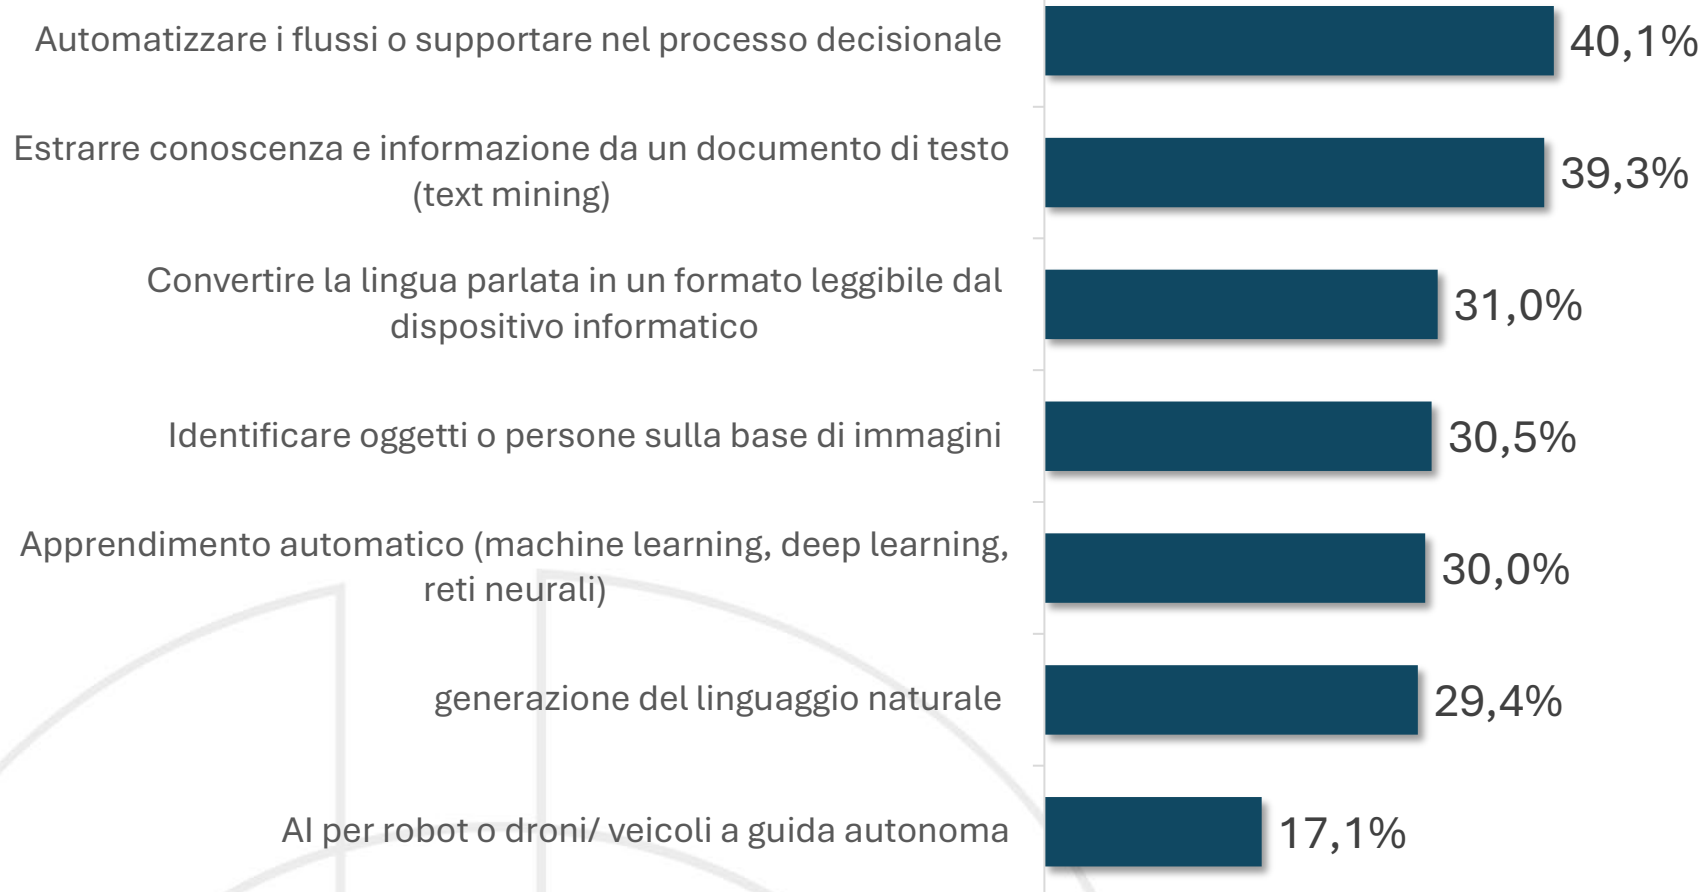 Automatizzare i flussi o supportare nel processo decisionale
40,1%
Estrarre conoscenza e informazione da un documento di testo
(text mining)
39,3%
Convertire la lingua parlata in un formato leggibile dal
dispositivo informatico
31,0%
Identificare oggetti o persone sulla base di immagini
30,5%
Apprendimento automatico (machine learning, deep learning,
reti neurali)
30,0%
generazione del linguaggio naturale
29,4%
AI per robot o droni/ veicoli a guida autonoma
17,1%